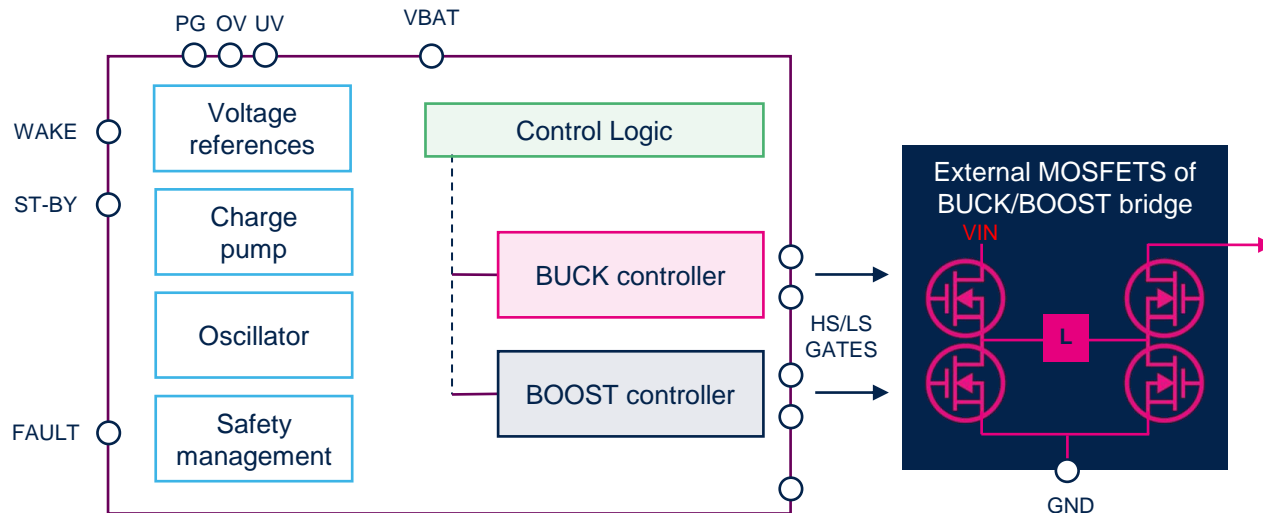 PG OV UV
VBAT
WAKE
ST-BY
FAULT
Voltage
references
Charge
pump
Oscillator
Safety
management
Control Logic
BUCK controller
BOOST controller
HS/LS
GATES
External MOSFETS of
BUCK/BOOST bridge
VIN
L
GND